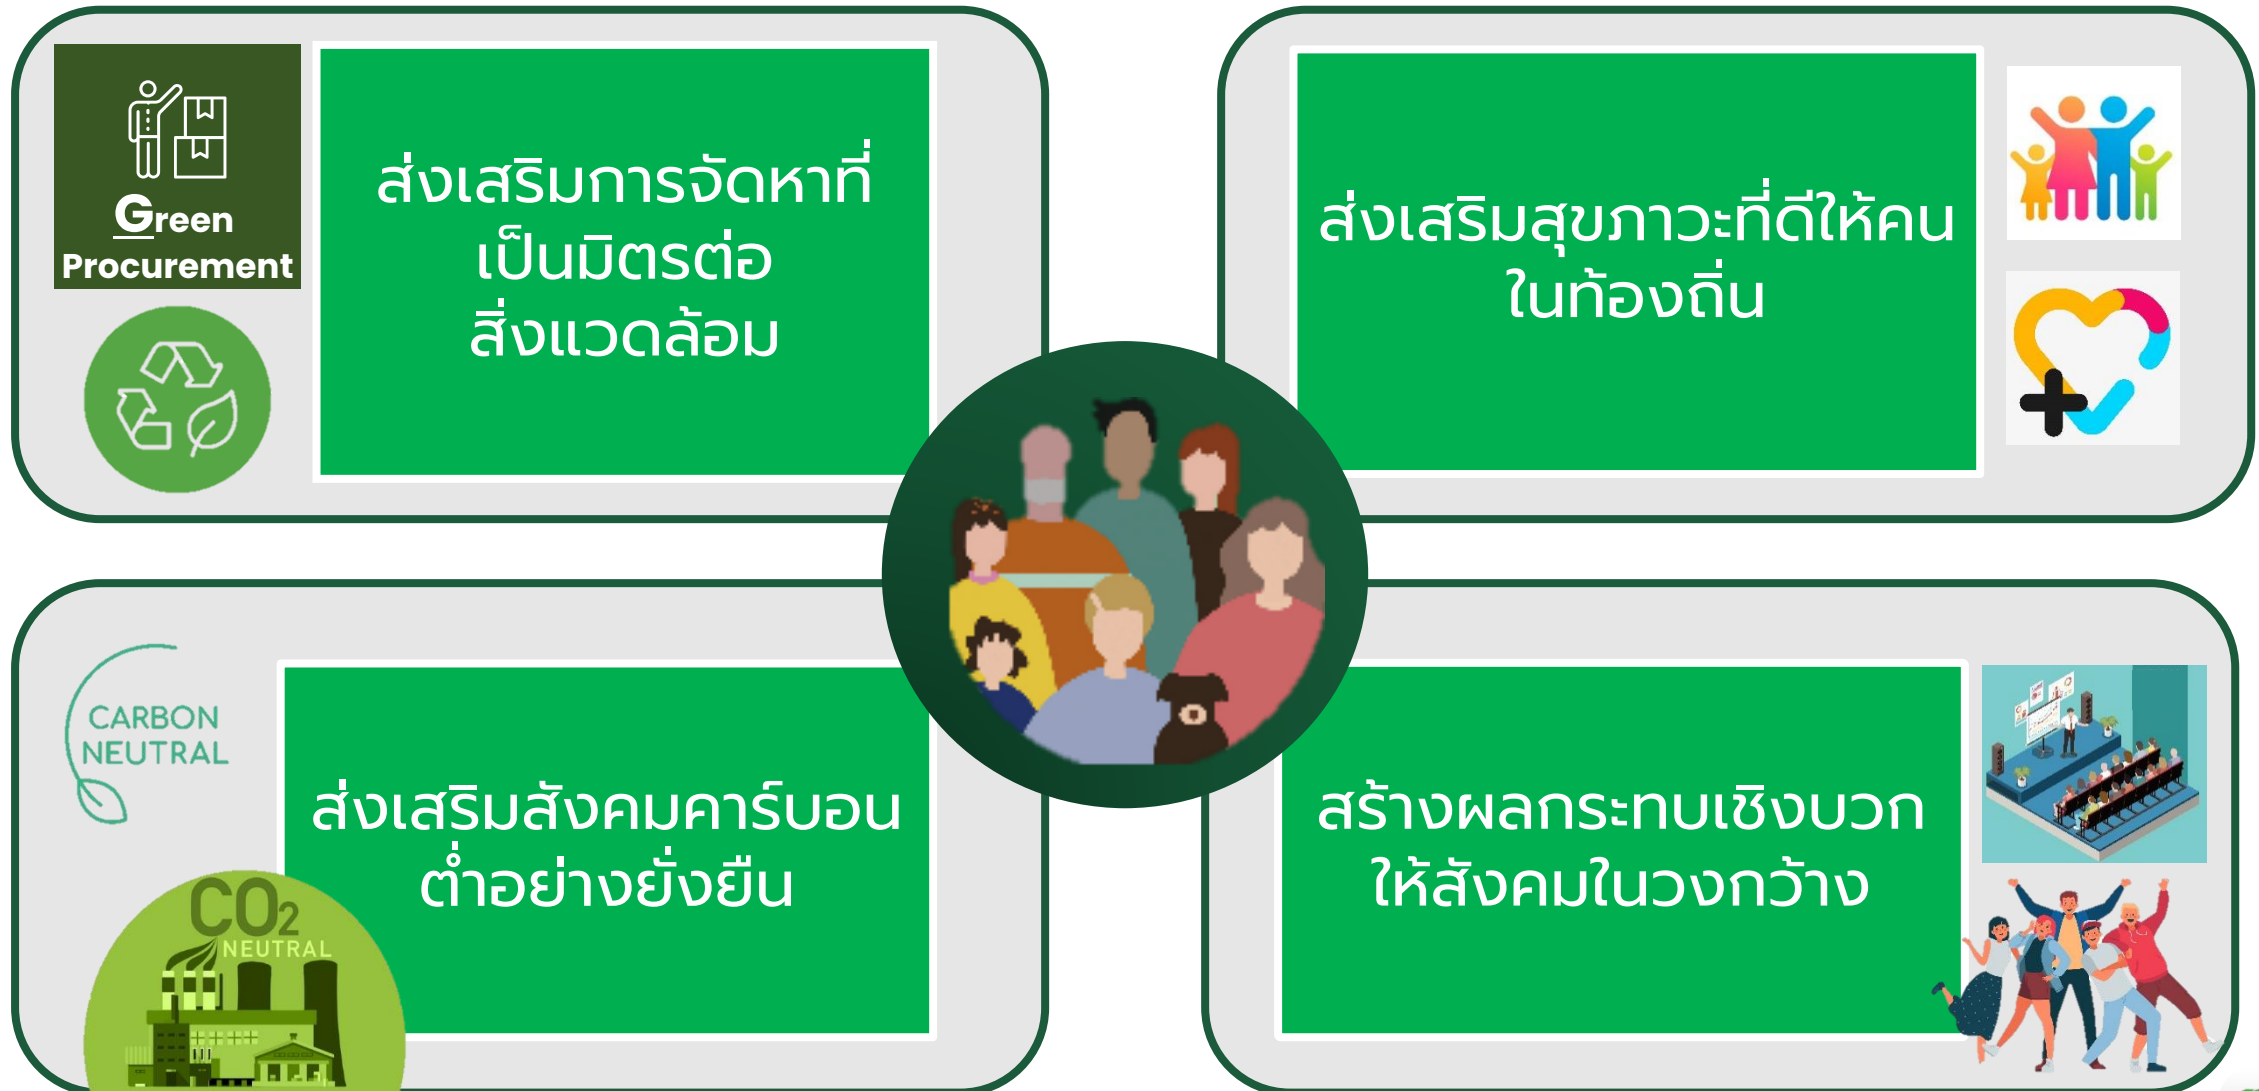 Green
Procurement
ส่งเสริมการจัดหาที่
เป็นมิตรต่อ
สิ่งแวดล้อม
ส่งเสริมสุขภาวะที่ดีให้คน
ในท้องถิ่น
CARBON
NEUTRAL
CO2
NEUTRAL
ส่งเสริมสังคมคาร์บอน
ต่ำอย่างยั่งยืน
สร้างผลกระทบเชิงบวก
ให้สังคมในวงกว้าง